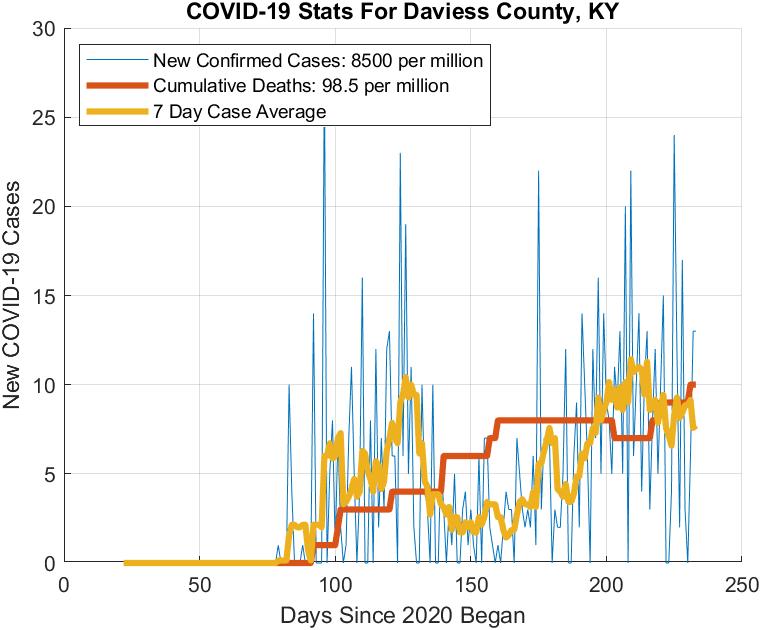 COVID-19 Stats For Daviess County, KY
30
New Confirmed Cases: 8500 per million
Cumulative Deaths: 98.5 per million
7 Day Case Average
25
20
15
10
5
0
New COVID-19 Cases
0 50 100 150 200 250
Days Since 2020 Began